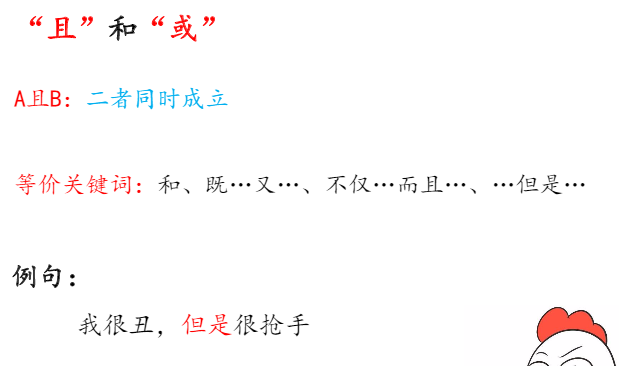 “且”和“或”
A且B：二者同时成立
等价关键词：和、既…又…、不仅…而且…、…但是…
例句：
我很丑，但是很抢手